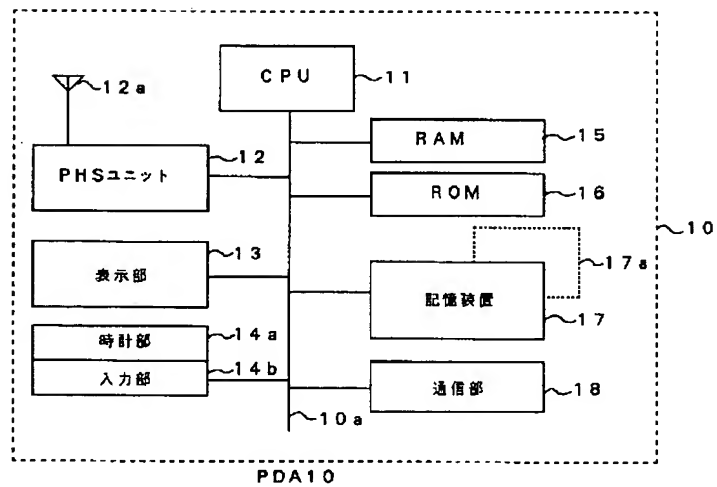 CPU
11
12a
RAM
15
12
PHSユニット
ROM
16
10
13
表示部
17a
記憶装置
17
時計部
14a
入力部
14b
通信部
18
10a
PDA10